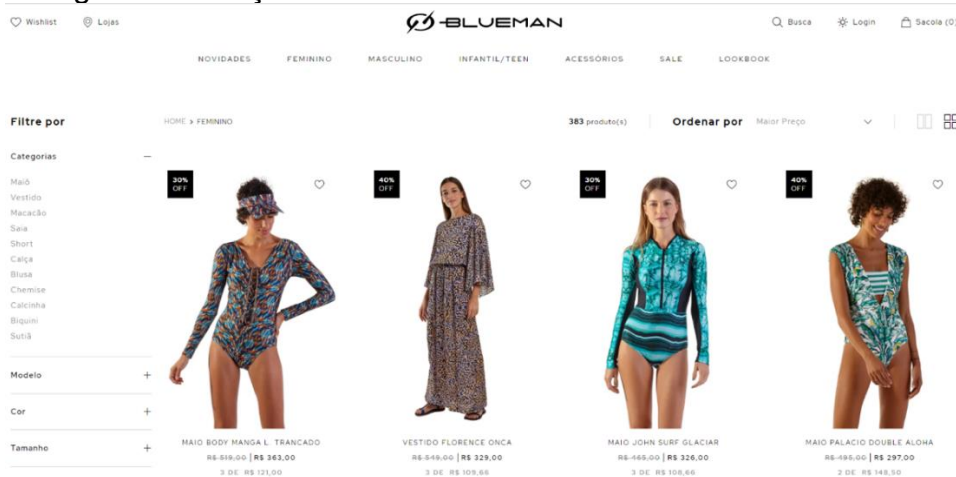 Wishlist Lojas BLUEMAN Busca Login Sacola (0)
NOVIDADES FEMININO MASCULINO INFANTIL/TEEN ACESSÓRIOS SALE LOOKBOOK
Filtre por HOME > FEMININO 383 produto(s) Ordenar por Maior Preço
Categorias
Maiô
Vestido
Macacão
Saia
Short
Calça
Blusa
Chemise
Calcinha
Biquini
Sutiã
Modelo
Cor
Tamanho
30% OFF
MAIO BODY MANGA L. TRANCADO
R$ 519,00 | R$ 363,00
3 DE R$ 121,00
40% OFF
VESTIDO FLORENCE ONCA
R$ 549,00 | R$ 329,00
3 DE R$ 109,66
30% OFF
MAIO JOHN SURF GLACIAR
R$ 465,00 | R$ 326,00
3 DE R$ 108,66
40% OFF
MAIO PALACIO DOUBLE ALOHA
R$ 495,00 | R$ 297,00
2 DE R$ 148,50